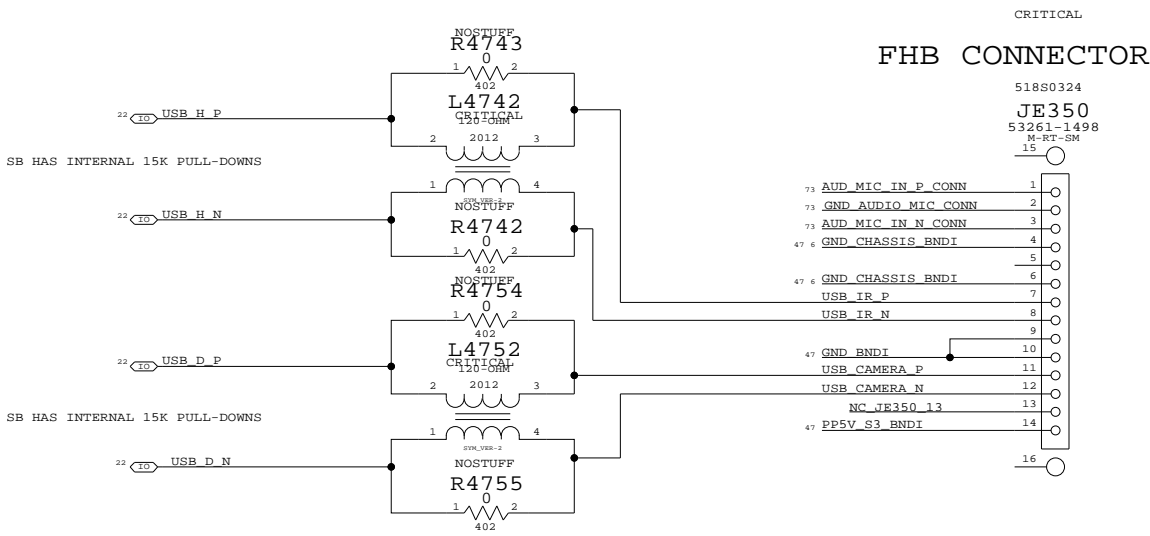 CRITICAL
FHB CONNECTOR
518S0324
JE350
53261-1498
M-RT-SM
15
NOSTUFF
R4743
0
1 2
402
22 IO USB_H_P
L4742
CRITICAL
120-OHM
2012
2 3
SB HAS INTERNAL 15K PULL-DOWNS
1 4
SYM_VER-2
NOSTUFF
22 IO USB_H_N
R4742
0
1 2
402
73 AUD_MIC_IN_P_CONN 1
73 GND_AUDIO_MIC_CONN 2
73 AUD_MIC_IN_N_CONN 3
47 6 GND_CHASSIS_BNDI 4
5
47 6 GND_CHASSIS_BNDI 6
USB_IR_P 7
USB_IR_N 8
9
47 GND_BNDI 10
USB_CAMERA_P 11
USB_CAMERA_N 12
NC_JE350_13 13
47 PP5V_S3_BNDI 14
16
NOSTUFF
R4754
0
1 2
402
22 IO USB_D_P
L4752
CRITICAL
120-OHM
2012
2 3
SB HAS INTERNAL 15K PULL-DOWNS
1 4
SYM_VER-2
22 IO USB_D_N
NOSTUFF
R4755
0
1 2
402